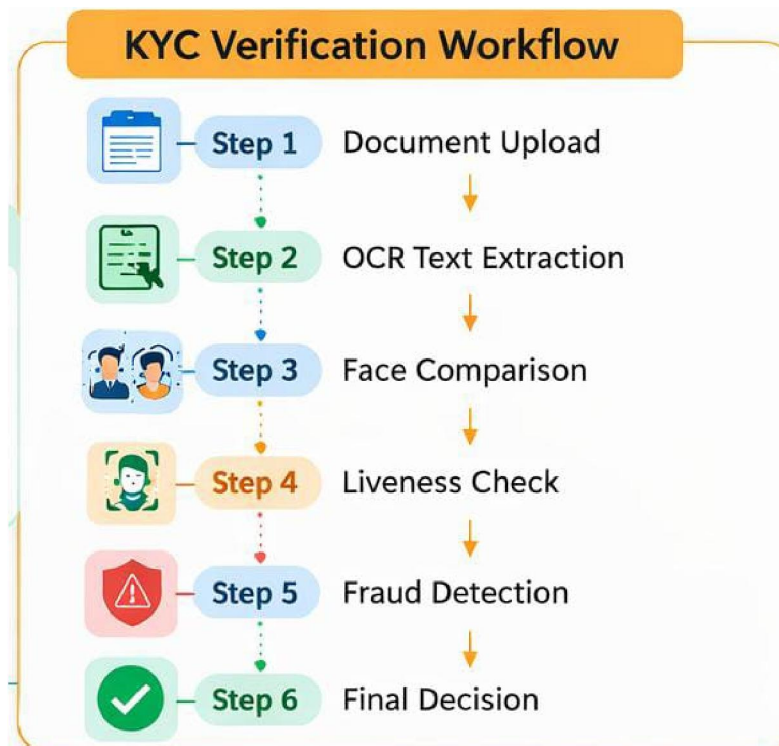 KYC Verification Workflow
Step 1 Document Upload
Step 2 OCR Text Extraction
Step 3 Face Comparison
Step 4 Liveness Check
Step 5 Fraud Detection
Step 6 Final Decision